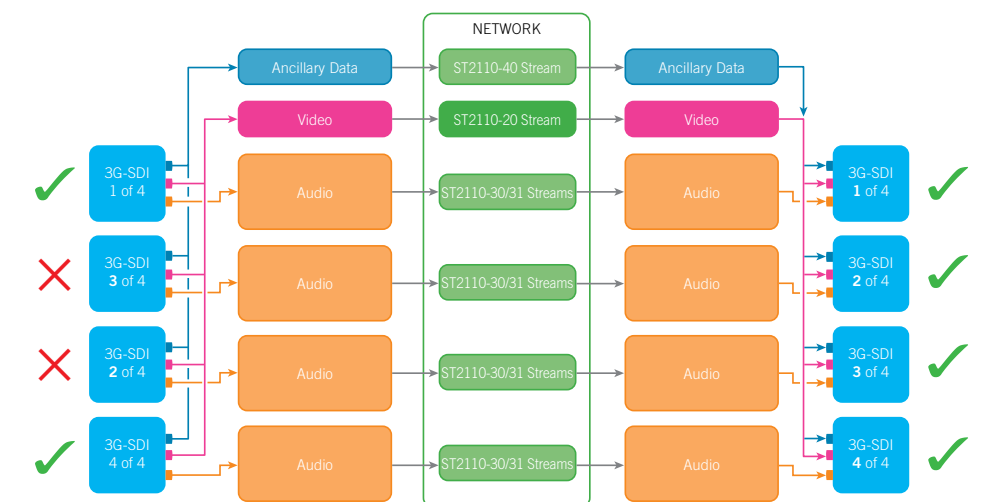 NETWORK
Ancillary Data
ST2110-40 Stream
Ancillary Data
Video
ST2110-20 Stream
Video
3G-SDI
1 of 4
Audio
ST2110-30/31 Streams
Audio
3G-SDI
1 of 4
3G-SDI
3 of 4
Audio
ST2110-30/31 Streams
Audio
3G-SDI
2 of 4
3G-SDI
2 of 4
Audio
ST2110-30/31 Streams
Audio
3G-SDI
3 of 4
3G-SDI
4 of 4
Audio
ST2110-30/31 Streams
Audio
3G-SDI
4 of 4